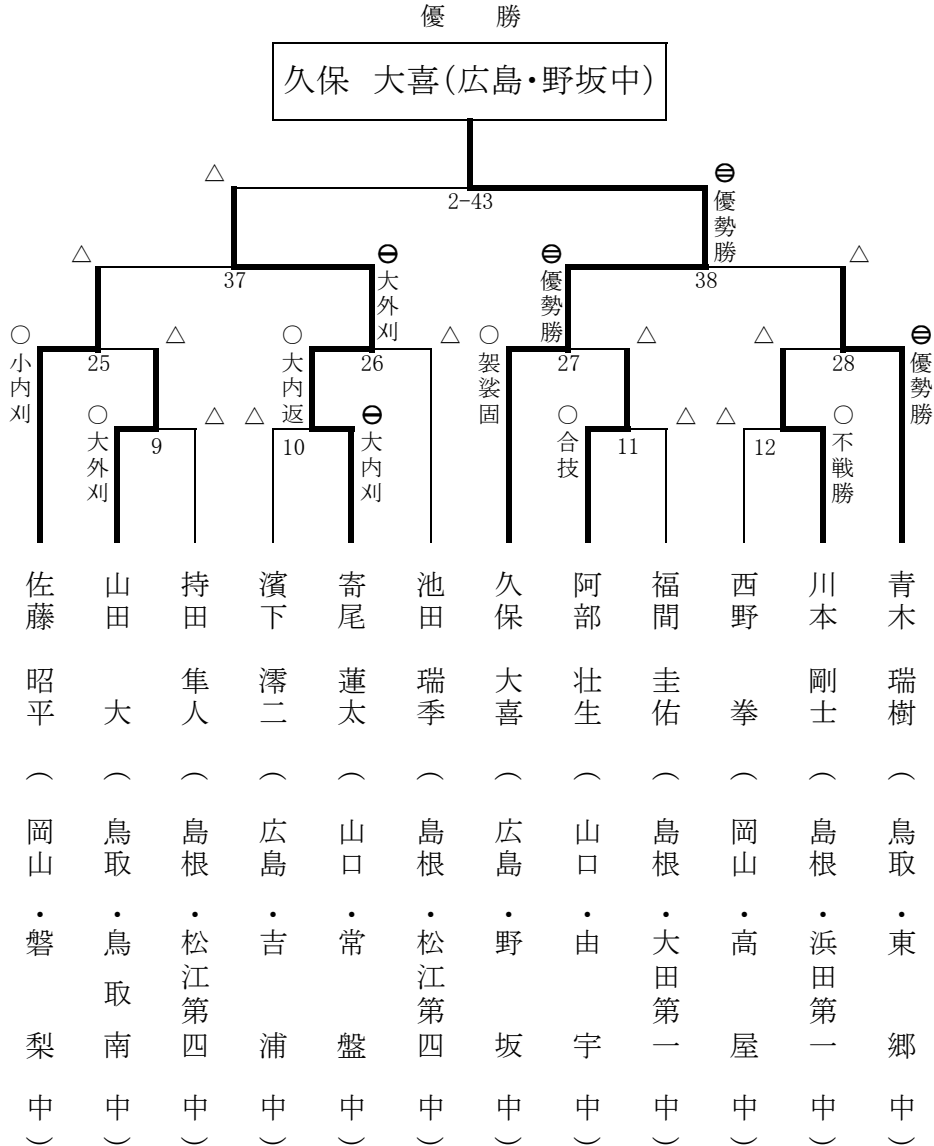 優　勝
久保　大喜(広島・野坂中)
△
優勢勝
2-43
△
大外刈
優勢勝
△
37
38
○
小内刈
△
○
大内返
△
○
袈裟固
△
△
優勢勝
25
26
27
28
○
大外刈
△
△
大内刈
○
合技
△
△
○
不戦勝
9
10
11
12
佐藤　昭平（岡山・磐梨中）
山田　大（鳥取・鳥取南中）
持田　隼人（島根・松江第四中）
濱下　澪二（広島・吉浦中）
寄尾　蓮太（山口・常盤中）
池田　瑞季（島根・松江第四中）
久保　大喜（広島・野坂中）
阿部　壮生（山口・由宇中）
福間　圭佑（島根・大田第一中）
西野　拳（岡山・高屋中）
川本　剛士（島根・浜田第一中）
青木　瑞樹（鳥取・東郷中）